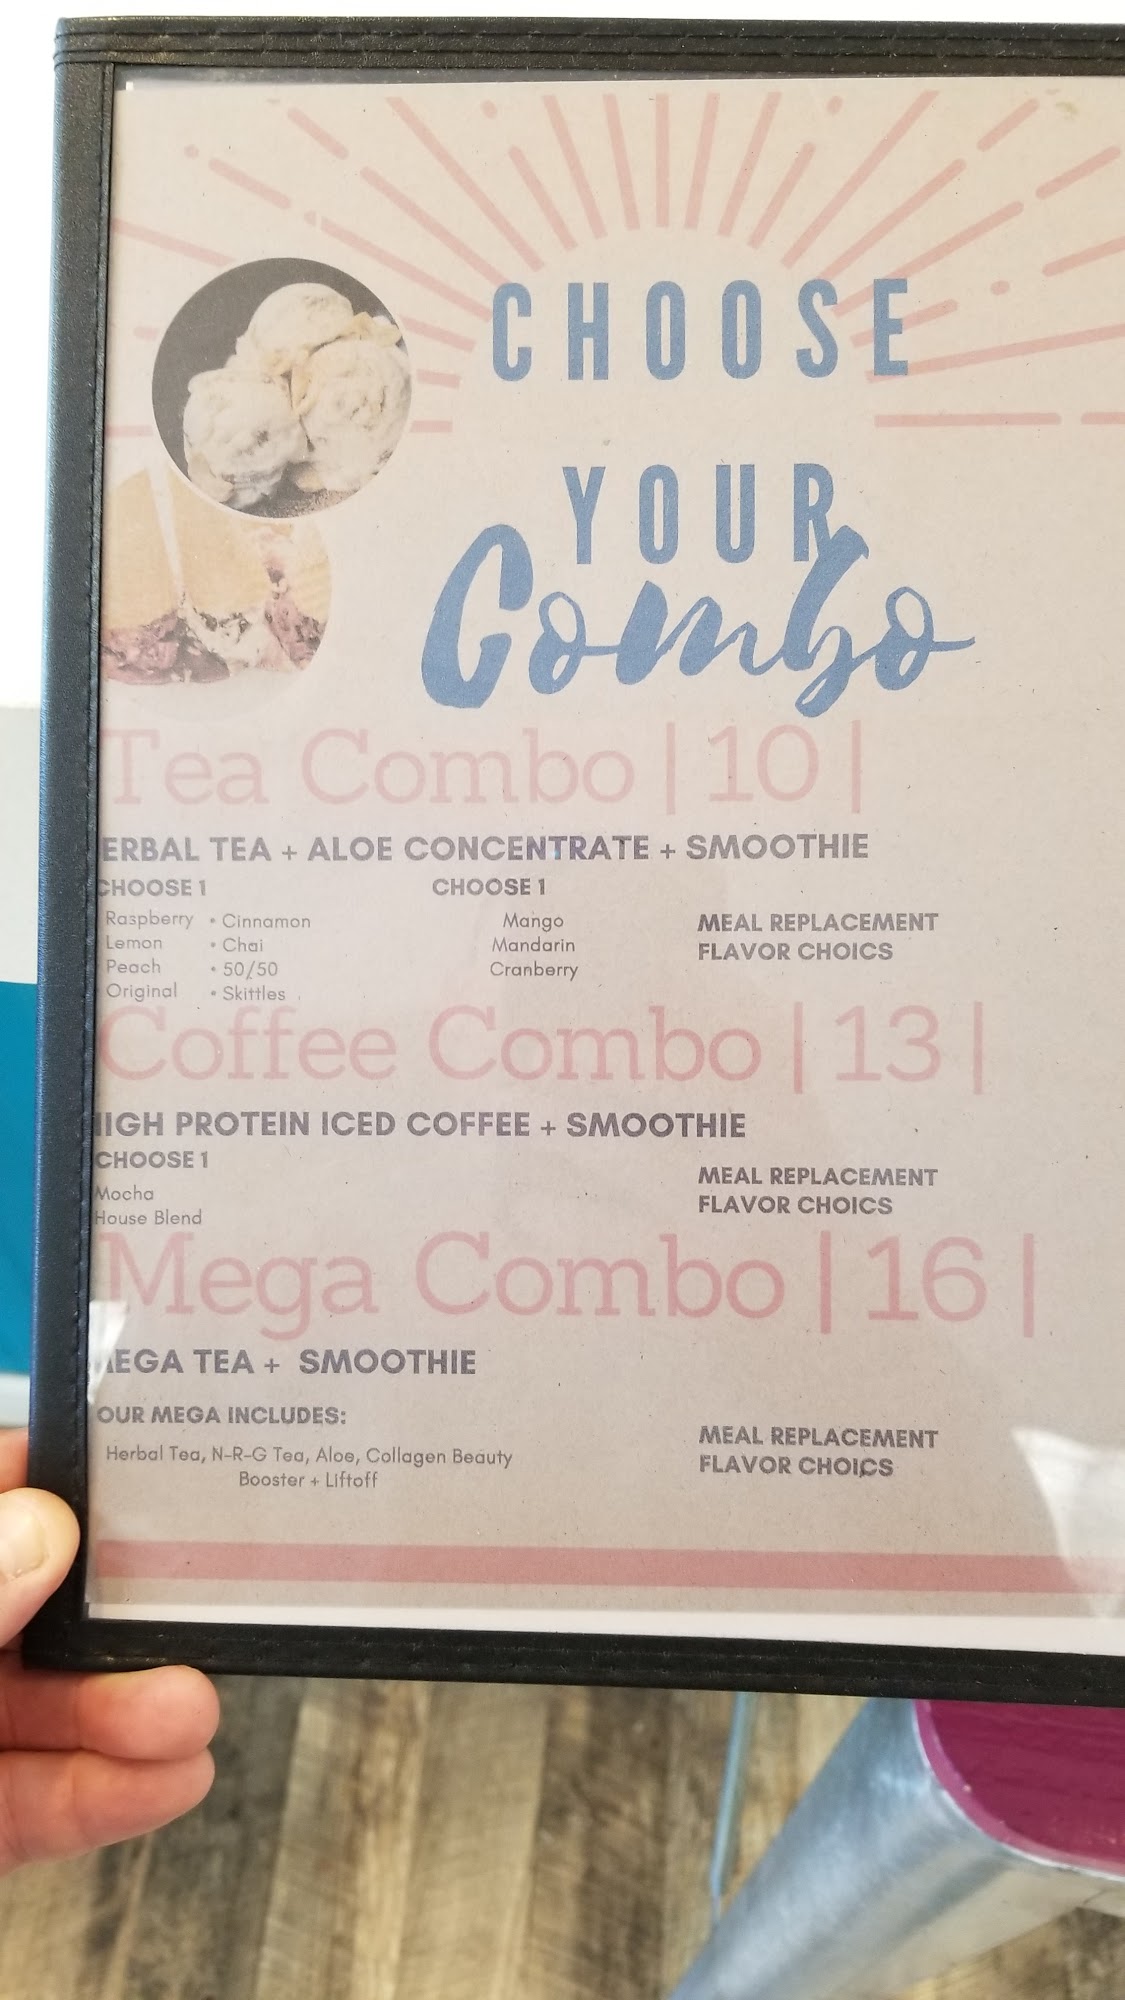 CHOOSE
YOUR
Combo
Tea Combo | 10 |
ERBAL TEA + ALOE CONCENTRATE + SMOOTHIE
CHOOSE 1
Raspberry • Cinnamon
Lemon • Chai
Peach • 50/50
Original • Skittles
CHOOSE 1
Mango
Mandarin
Cranberry
MEAL REPLACEMENT
FLAVOR CHOICS
Coffee Combo | 13 |
HIGH PROTEIN ICED COFFEE + SMOOTHIE
CHOOSE 1
Mocha
House Blend
MEAL REPLACEMENT
FLAVOR CHOICS
Mega Combo | 16 |
MEGA TEA + SMOOTHIE
OUR MEGA INCLUDES:
Herbal Tea, N-R-G Tea, Aloe, Collagen Beauty
Booster + Liftoff
MEAL REPLACEMENT
FLAVOR CHOICS